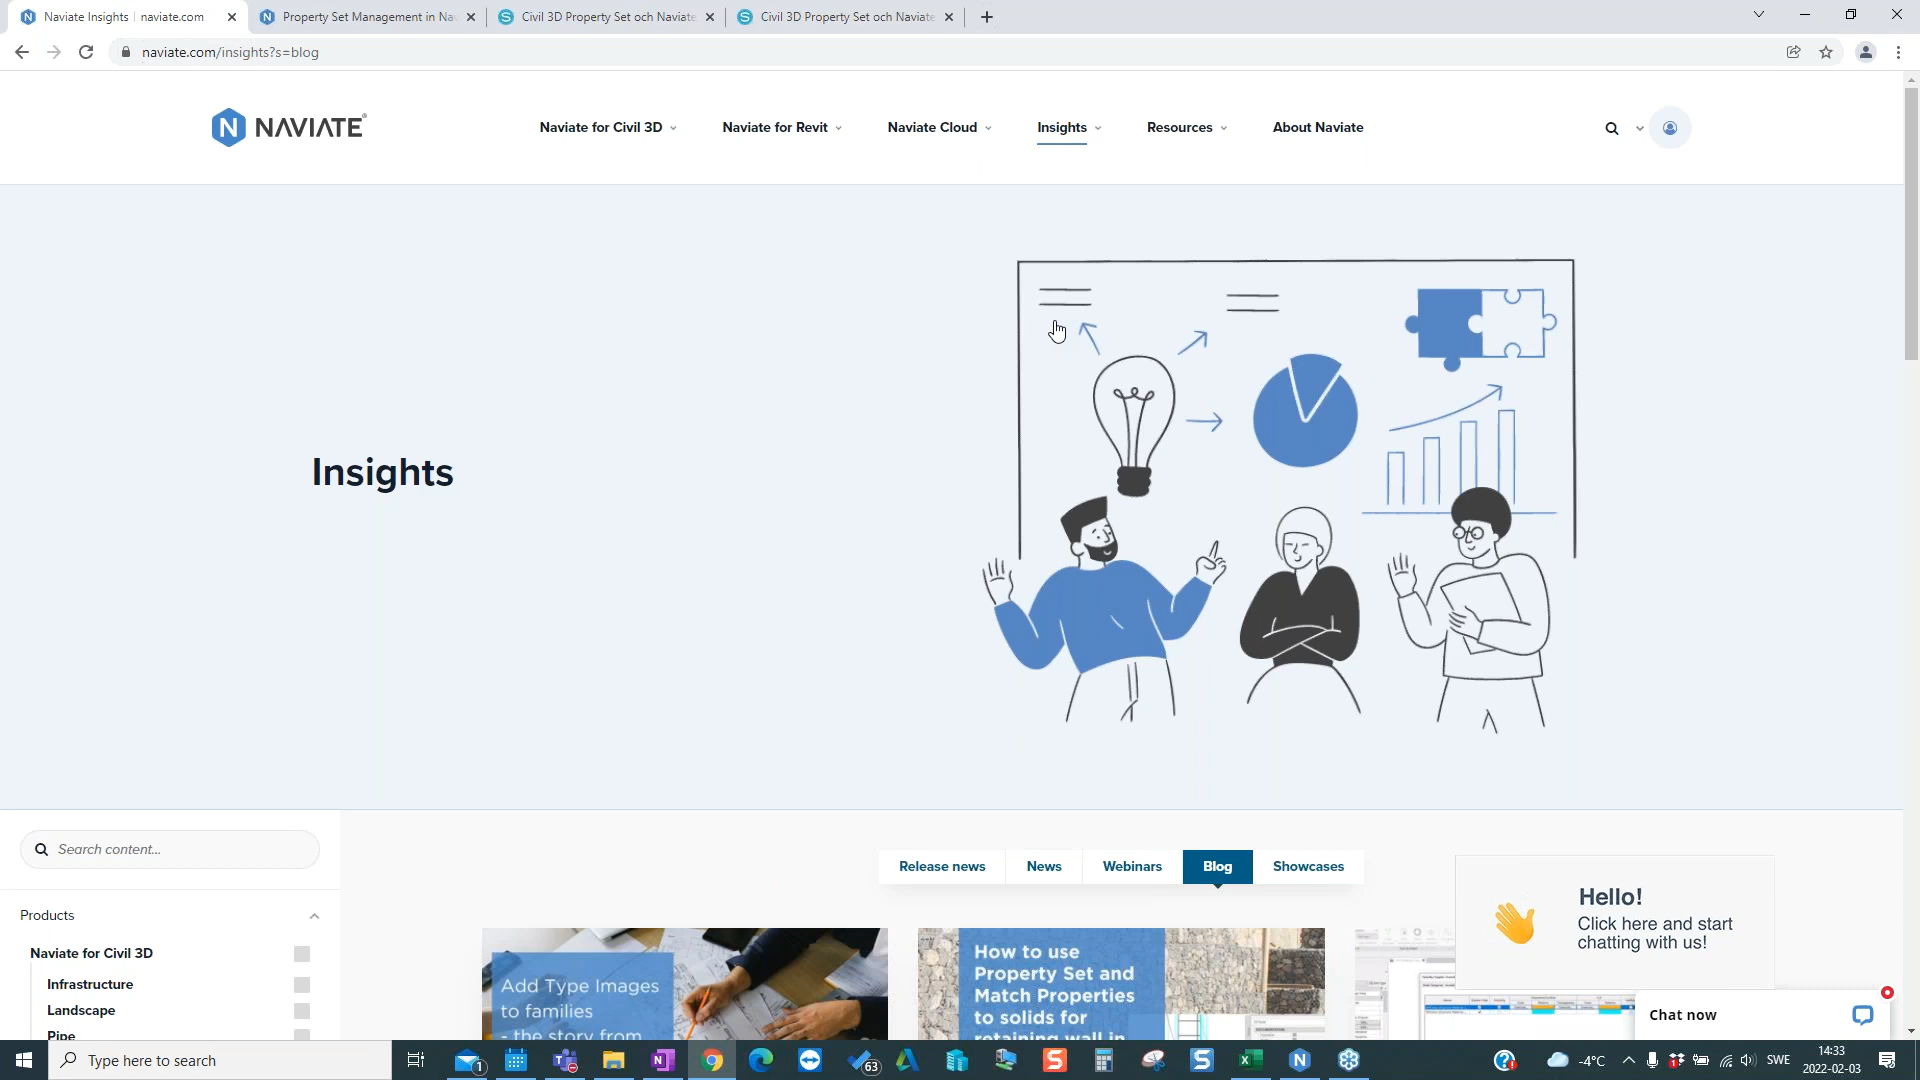 Naviate Insights | naviate.com
Property Set Management in Na
Civil 3D Property Set och Naviate
Civil 3D Property Set och Naviate
naviate.com/insights?s=blog
N NAVIATE®
Naviate for Civil 3D
Naviate for Revit
Naviate Cloud
Insights
Resources
About Naviate
Insights
Search content...
Release news
News
Webinars
Blog
Showcases
Products
Naviate for Civil 3D
Infrastructure
Landscape
Pipe
Add Type Images
to families
- the story from
How to use
Property Set and
Match Properties
to solids for
retaining wall in
Hello!
Click here and start
chatting with us!
Chat now
Type here to search
1
63
-4°C
SWE
14:33
2022-02-03